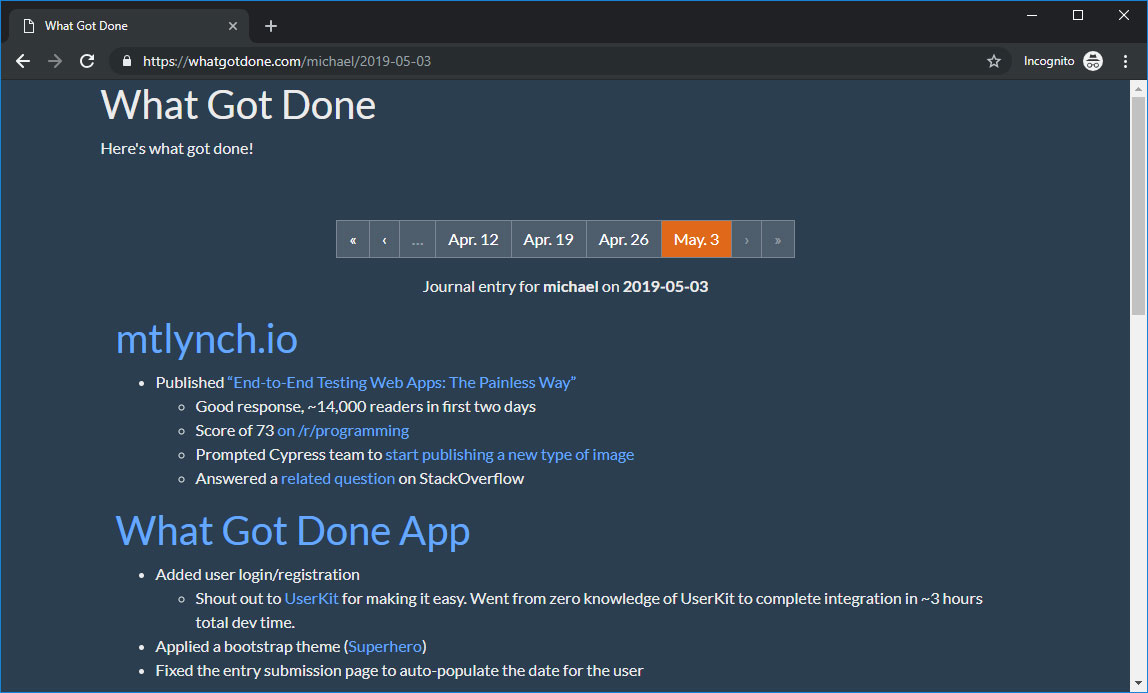 What Got Done
https://whatgotdone.com/michael/2019-05-03
Incognito
What Got Done
Here's what got done!
« ‹ ... Apr. 12 Apr. 19 Apr. 26 May. 3 › »
Journal entry for michael on 2019-05-03
mtlynch.io
• Published “End-to-End Testing Web Apps: The Painless Way”
◦ Good response, ~14,000 readers in first two days
◦ Score of 73 on /r/programming
◦ Prompted Cypress team to start publishing a new type of image
◦ Answered a related question on StackOverflow
What Got Done App
• Added user login/registration
◦ Shout out to UserKit for making it easy. Went from zero knowledge of UserKit to complete integration in ~3 hours
total dev time.
• Applied a bootstrap theme (Superhero)
• Fixed the entry submission page to auto-populate the date for the user